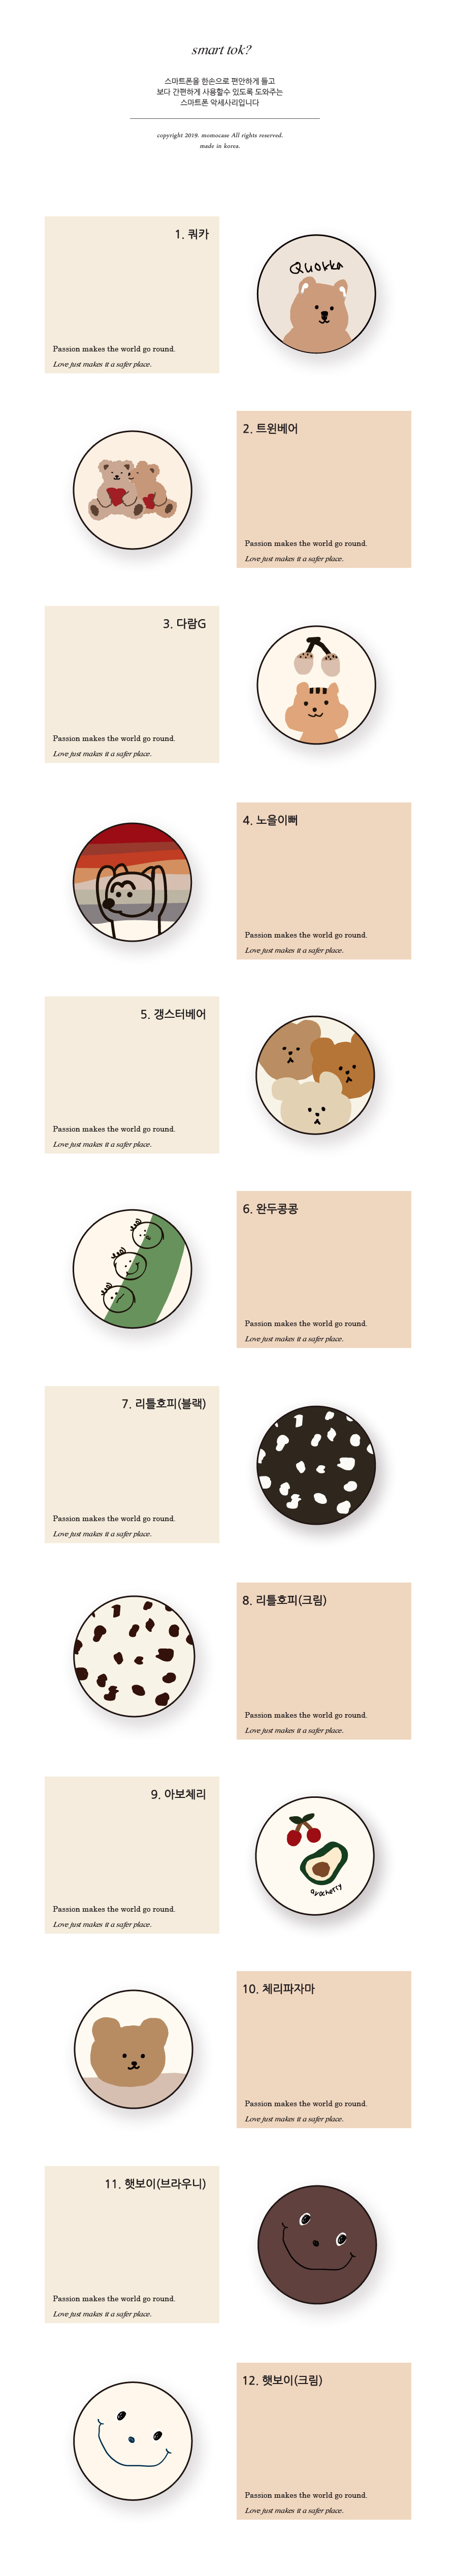 smart tok?
스마트폰을 한손으로 편안하게 들고
보다 간편하게 사용할수 있도록 도와주는
스마트폰 악세사리입니다
copyright 2019. momocase All rights reserved.
made in korea.
1. 쿼카
Quokka
Passion makes the world go round.
Love just makes it a safer place.
2. 트윈베어
Passion makes the world go round.
Love just makes it a safer place.
3. 다람G
Passion makes the world go round.
Love just makes it a safer place.
4. 노을이뻐
Passion makes the world go round.
Love just makes it a safer place.
5. 갱스터베어
Passion makes the world go round.
Love just makes it a safer place.
6. 완두콩콩
Passion makes the world go round.
Love just makes it a safer place.
7. 리틀호피(블랙)
Passion makes the world go round.
Love just makes it a safer place.
8. 리틀호피(크림)
Passion makes the world go round.
Love just makes it a safer place.
9. 아보체리
avocherry
Passion makes the world go round.
Love just makes it a safer place.
10. 체리파자마
Passion makes the world go round.
Love just makes it a safer place.
11. 햇보이(브라우니)
Passion makes the world go round.
Love just makes it a safer place.
12. 햇보이(크림)
Passion makes the world go round.
Love just makes it a safer place.